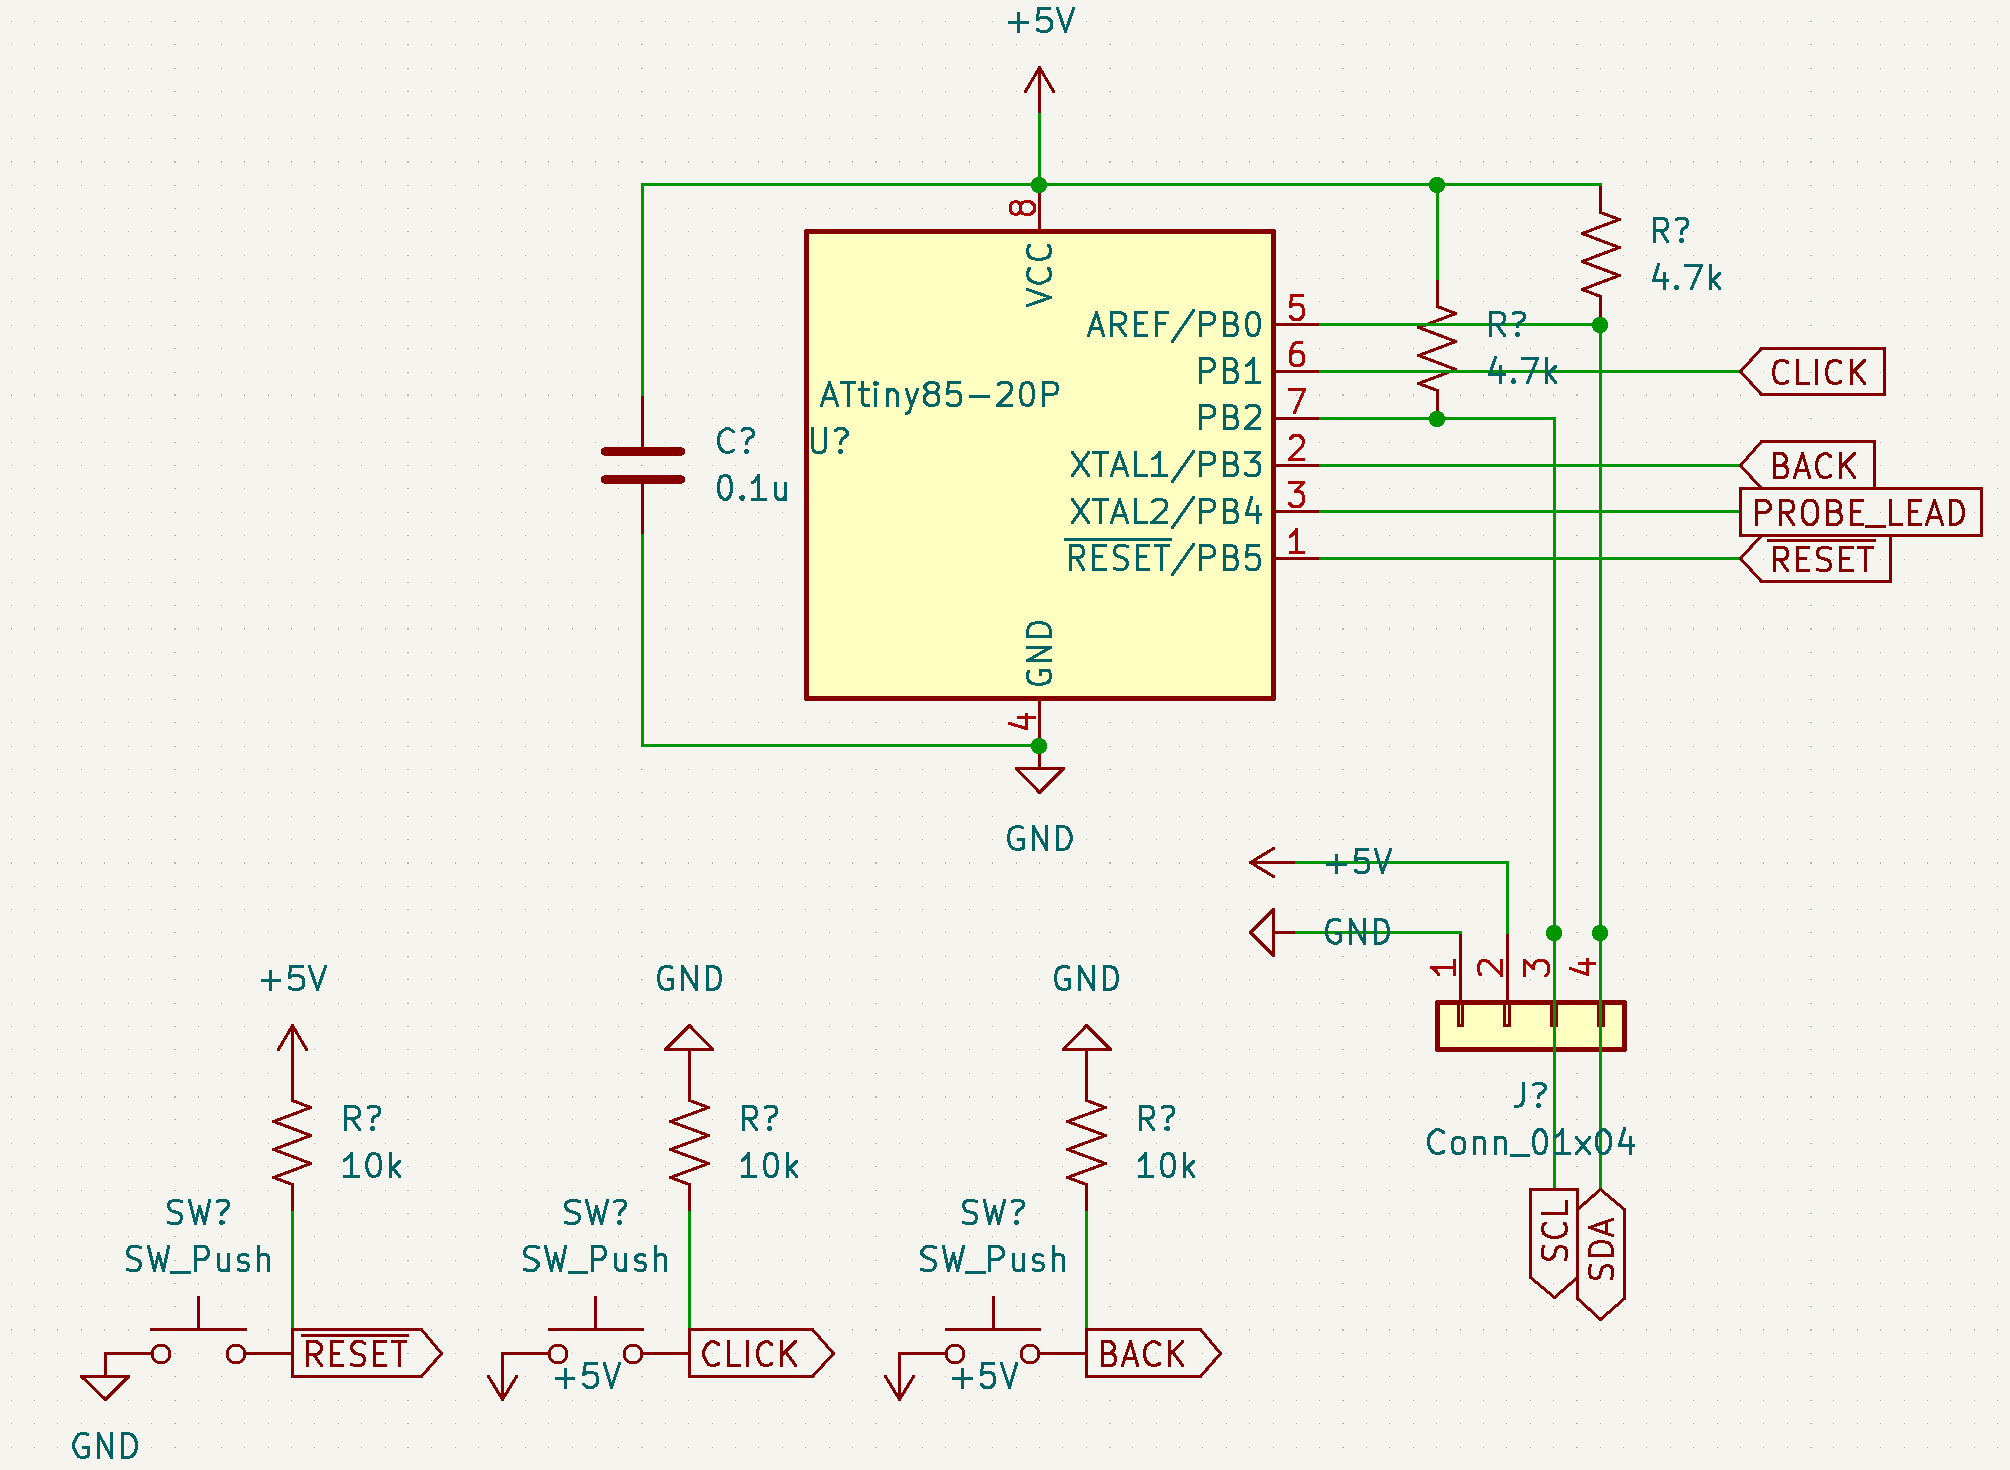 +5V
8
VCC
R?
4.7k
AREF/PB0
5
R?
4.7k
PB1
6
CLICK
ATtiny85-20P
U?
PB2
7
C?
0.1u
XTAL1/PB3
2
BACK
XTAL2/PB4
3
PROBE_LEAD
RESET/PB5
1
RESET
GND
4
GND
+5V
GND
1
2
3
4
J?
Conn_01x04
SCL
SDA
+5V
R?
10k
SW?
SW_Push
RESET
GND
GND
R?
10k
SW?
SW_Push
CLICK
+5V
GND
R?
10k
SW?
SW_Push
BACK
+5V